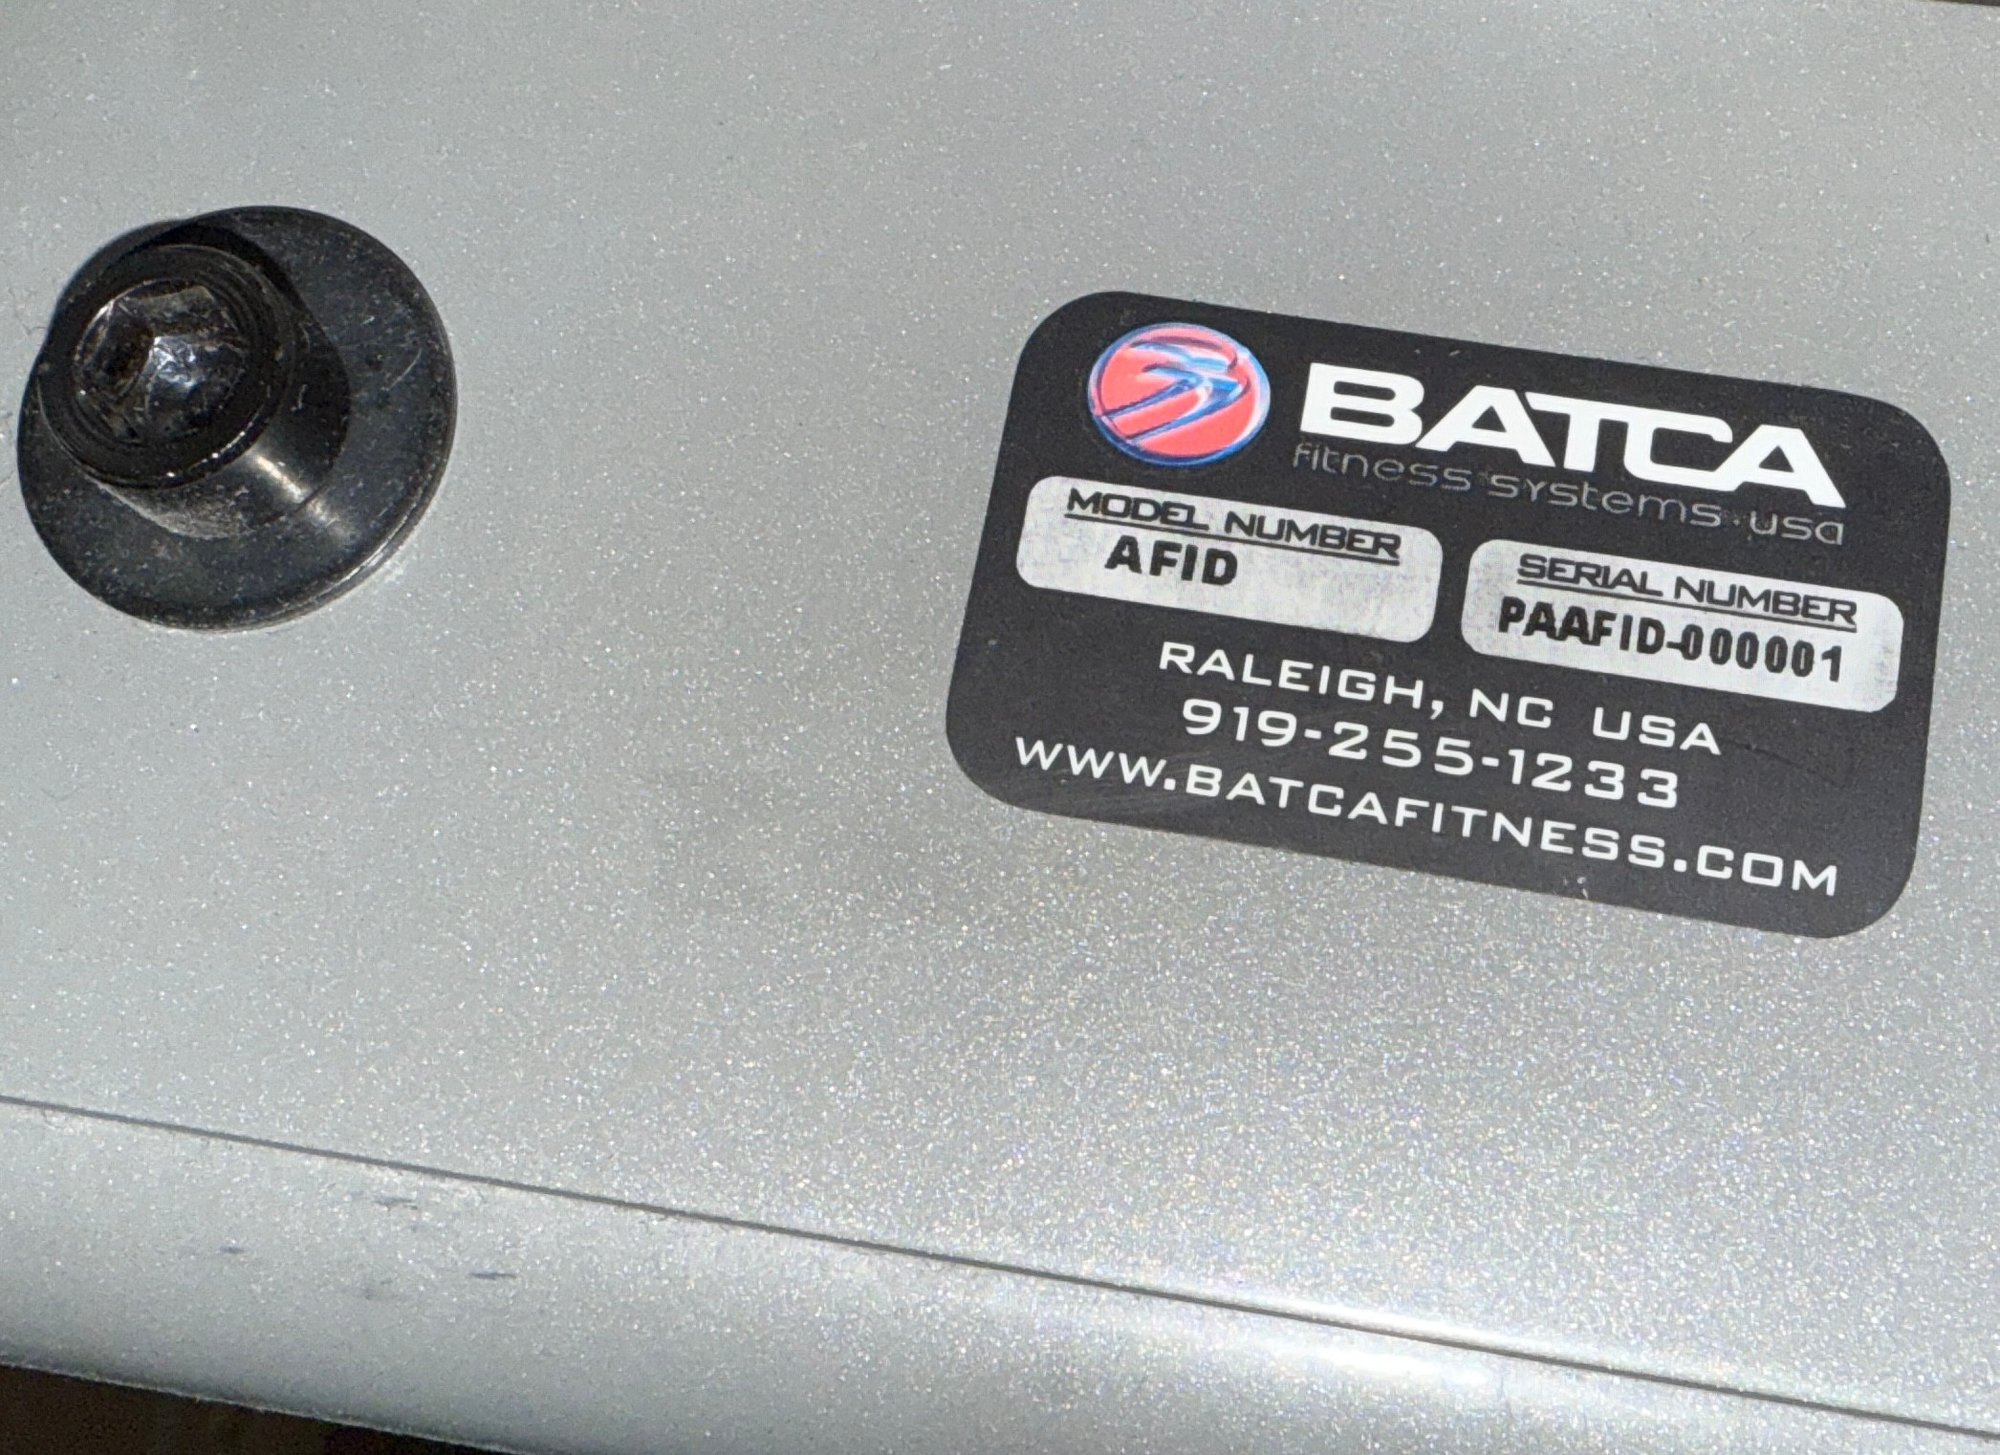 BATCA
fitness systems usa
MODEL NUMBER
AFID
SERIAL NUMBER
PAAFID-000001
RALEIGH, NC USA
919-255-1233
WWW.BATCAFITNESS.COM